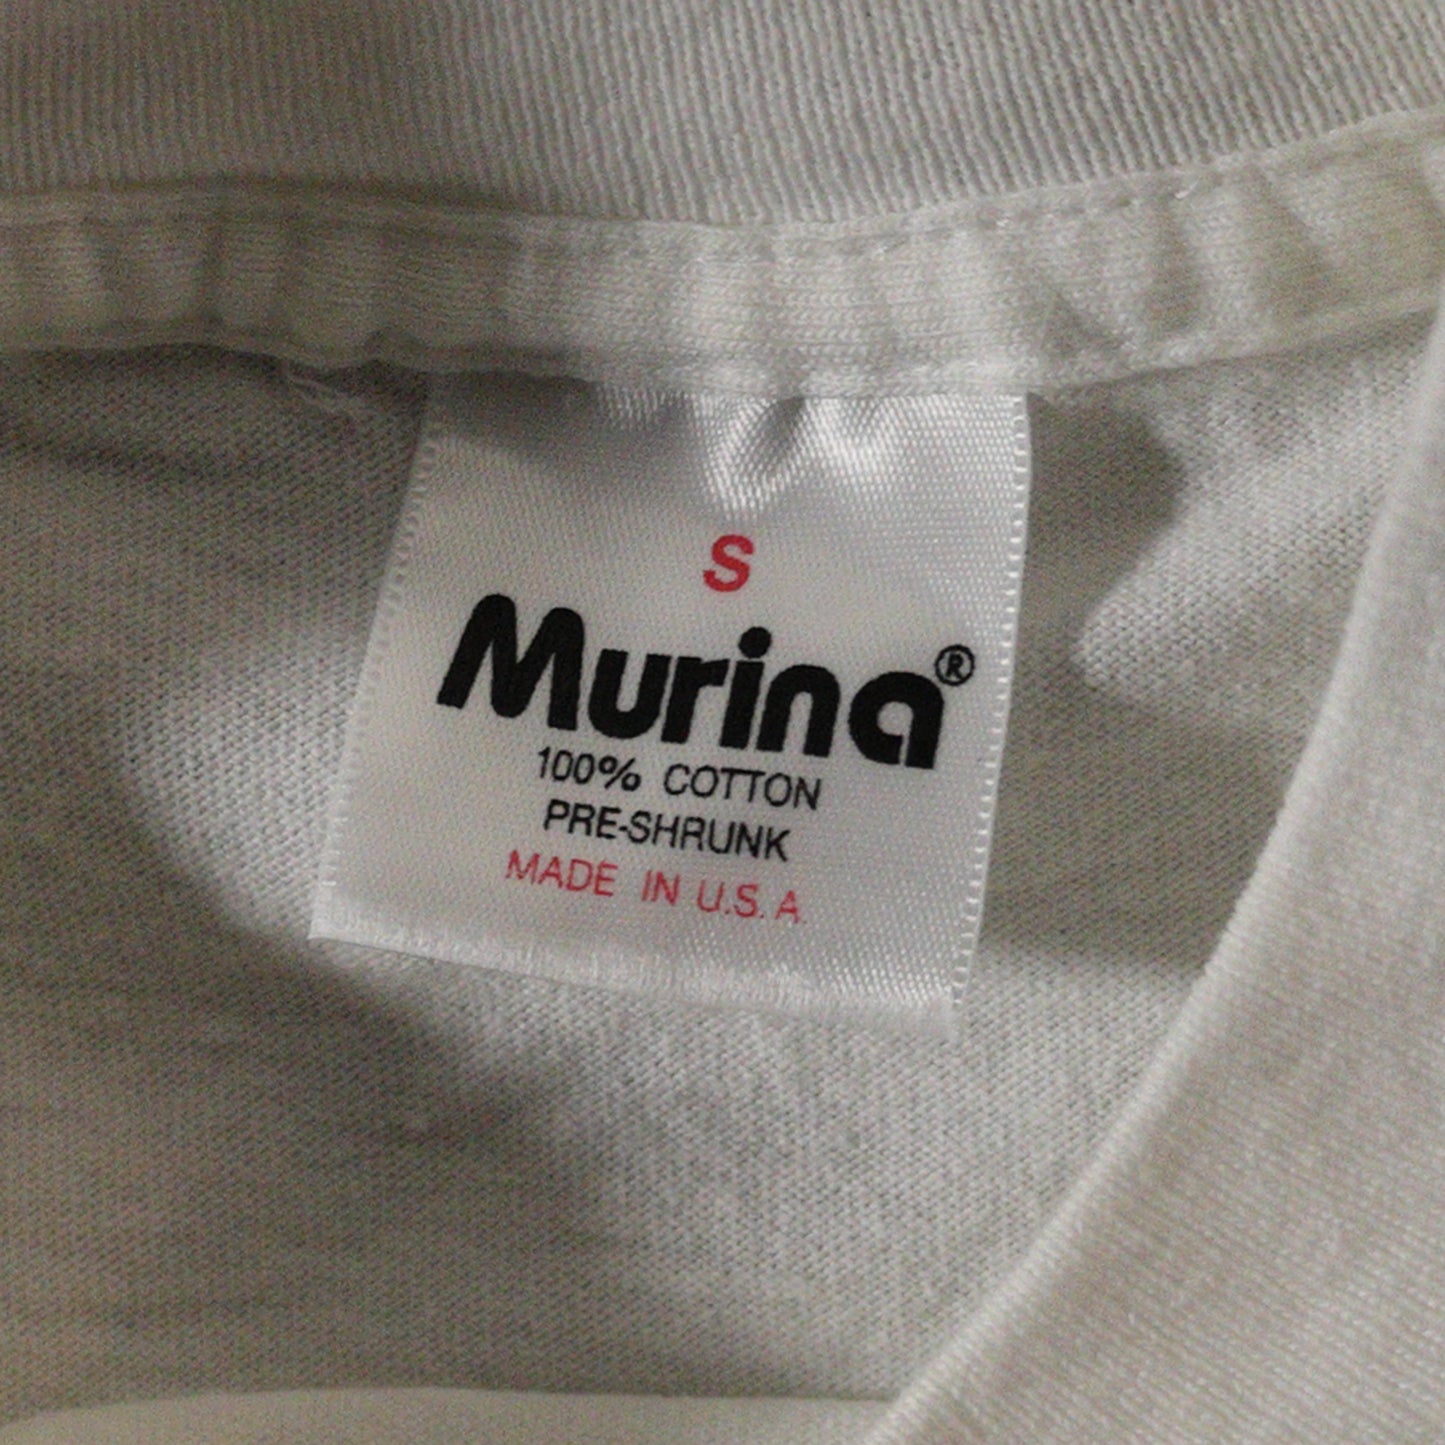 S
Murina®
100% COTTON
PRE-SHRUNK
MADE IN U.S.A.